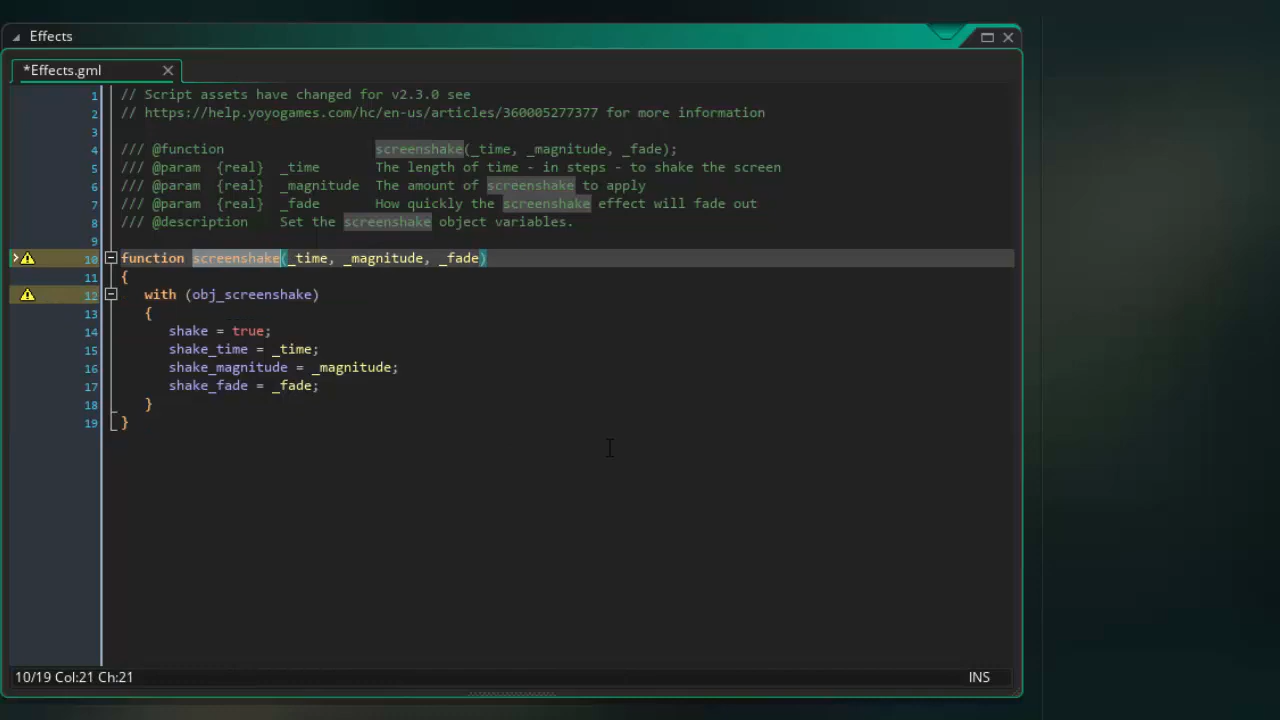 Effects
*Effects.gml
1 // Script assets have changed for v2.3.0 see
2 // https://help.yoyogames.com/hc/en-us/articles/360005277377 for more information
3
4 /// @function screenshake(_time, _magnitude, _fade);
5 /// @param {real} _time The length of time - in steps - to shake the screen
6 /// @param {real} _magnitude The amount of screenshake to apply
7 /// @param {real} _fade How quickly the screenshake effect will fade out
8 /// @description Set the screenshake object variables.
9
10 function screenshake(_time, _magnitude, _fade)
11 {
12 with (obj_screenshake)
13 {
14 shake = true;
15 shake_time = _time;
16 shake_magnitude = _magnitude;
17 shake_fade = _fade;
18 }
19 }
10/19 Col:21 Ch:21 INS